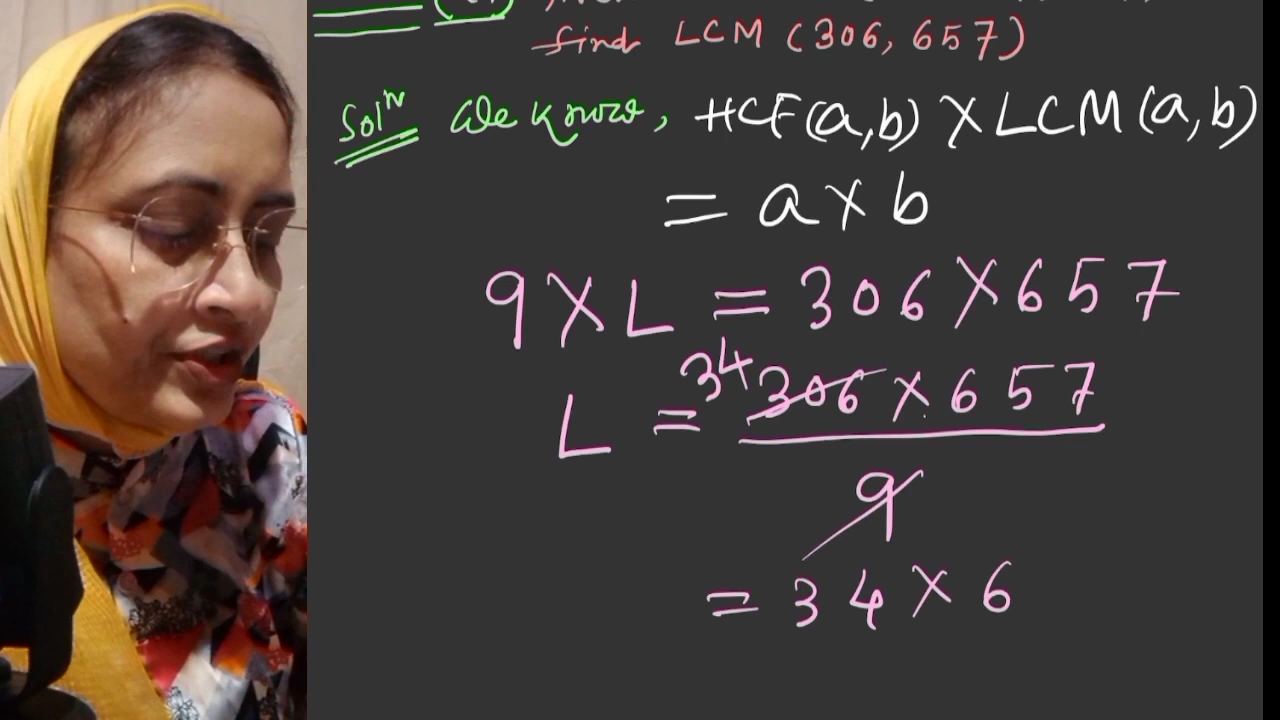 find LCM (306, 657)
Solⁿ We know, HCF(a,b) X LCM(a,b)
= a x b
9 X L = 306 X 657
L = 34 306 X 657
9
= 34 X 6